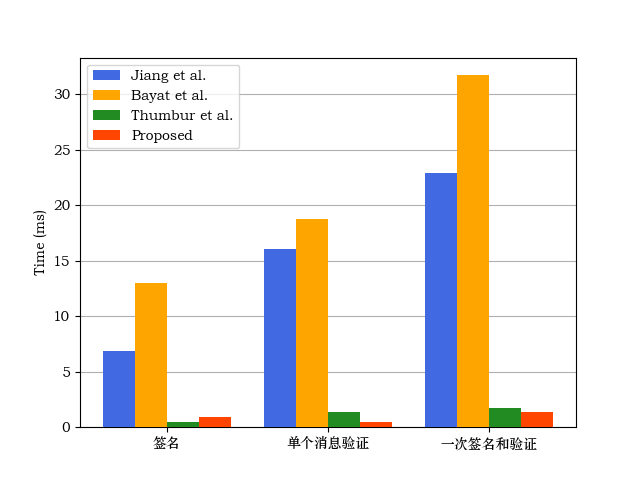 Jiang et al.
Bayat et al.
Thumbur et al.
Proposed
Time (ms)
30
25
20
15
10
5
0
签名
单个消息验证
一次签名和验证